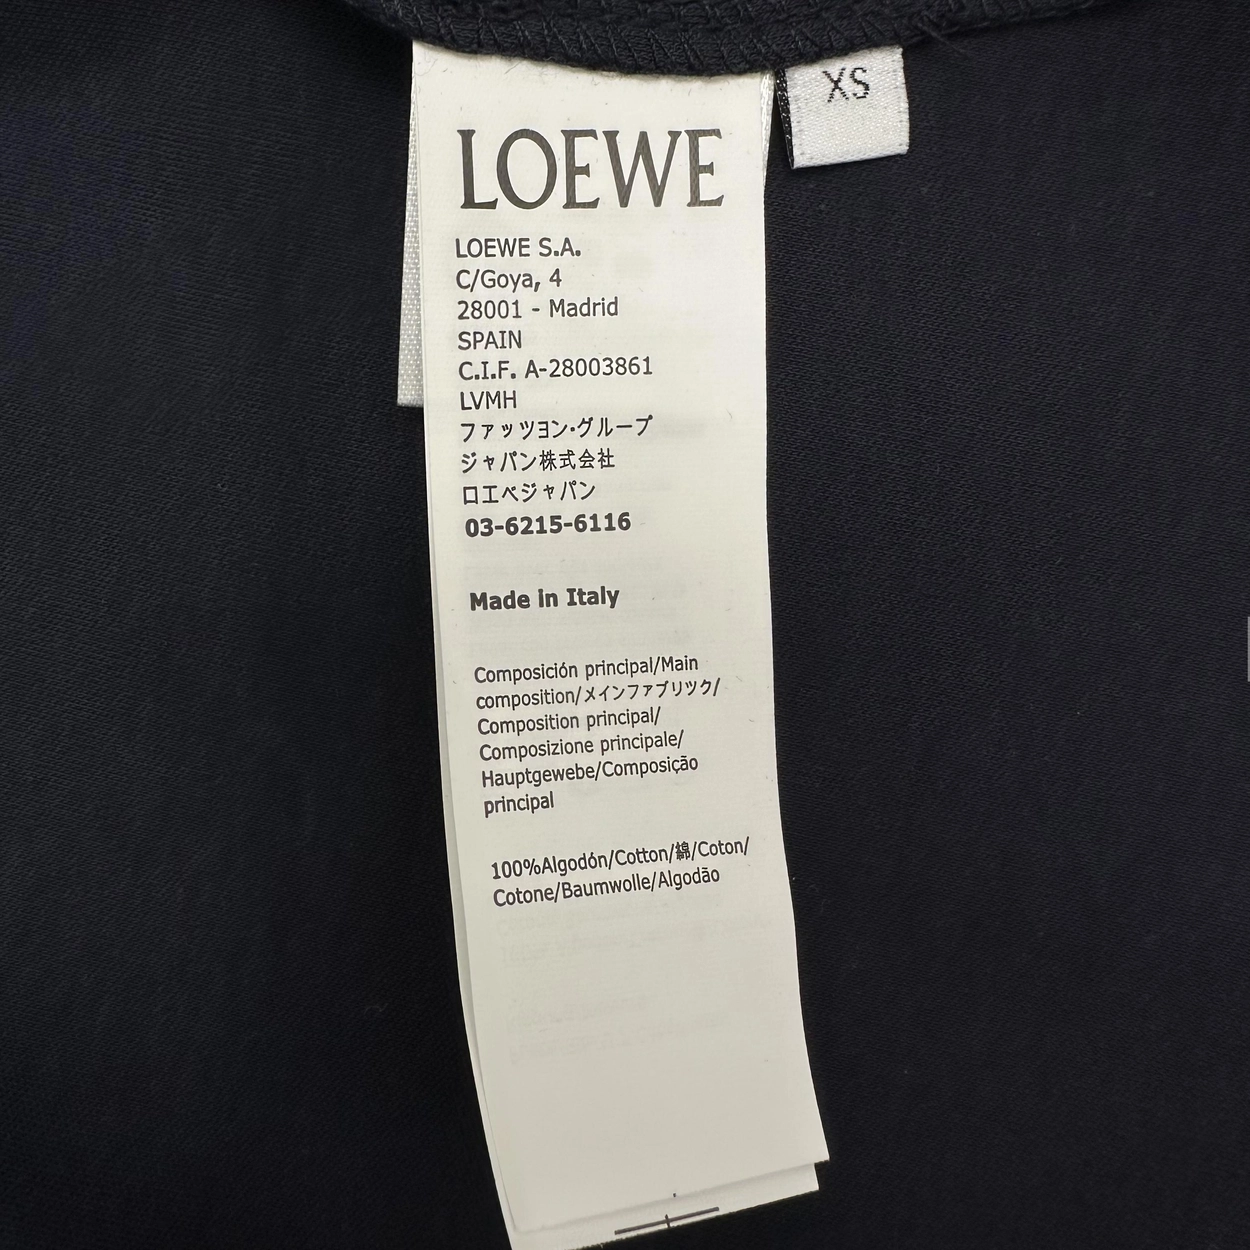 XS
LOEWE
LOEWE S.A.
C/Goya, 4
28001 - Madrid
SPAIN
C.I.F. A-28003861
LVMH
ファッツョン・グループ
ジャパン株式会社
ロエベジャパン
03-6215-6116
Made in Italy
Composición principal/Main
composition/メインファブリツク/
Composition principal/
Composizione principale/
Hauptgewebe/Composição
principal
100%Algodón/Cotton/綿/Coton/
Cotone/Baumwolle/Algodão